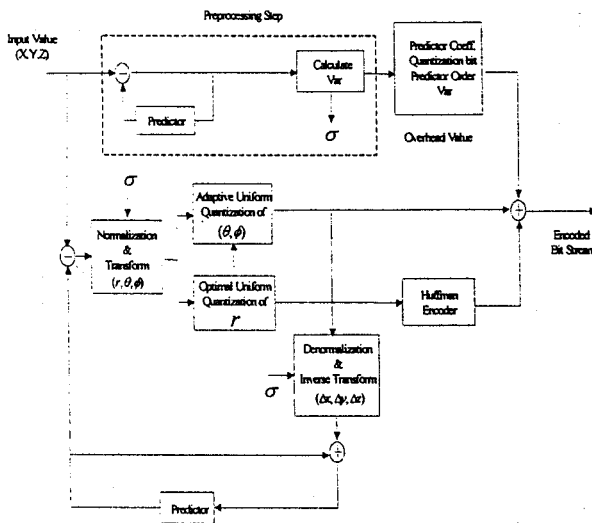 Preprocessing Step
Input Value
(X,Y,Z)
−
Calculate
Var
Predictor
σ
Predictor Coeff.
Quantization bit
Predictor Order
Var
Overhead Value
σ
Adaptive Uniform
Quantization of
(θ,ϕ)
+
Normalization
&
Transform
(r,θ,ϕ)
−
Encoded
Bit Stream
Optimal Uniform
Quantization of
r
Huffman
Encoder
Denormalization
&
Inverse Transform
(Δx,Δy,Δz)
σ
+
Predictor